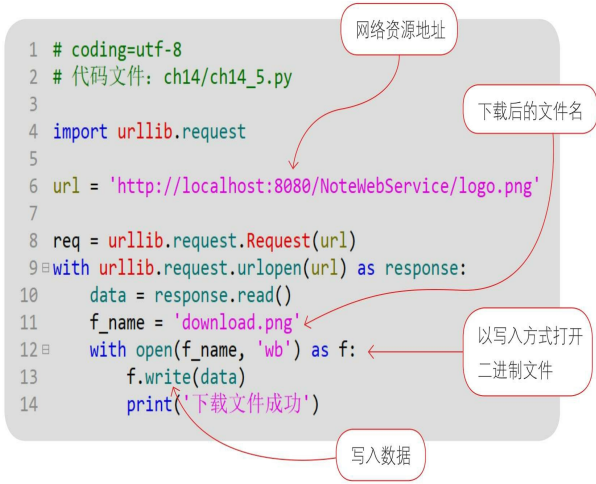 网络资源地址
1 # coding=utf-8
2 # 代码文件：ch14/ch14_5.py
3
下载后的文件名
4 import urllib.request
5
6 url = 'http://localhost:8080/NoteWebService/logo.png'
7
8 req = urllib.request.Request(url)
9 with urllib.request.urlopen(url) as response:
10     data = response.read()
11     f_name = 'download.png'
以写入方式打开
二进制文件
12     with open(f_name, 'wb') as f:
13         f.write(data)
14         print('下载文件成功')
写入数据